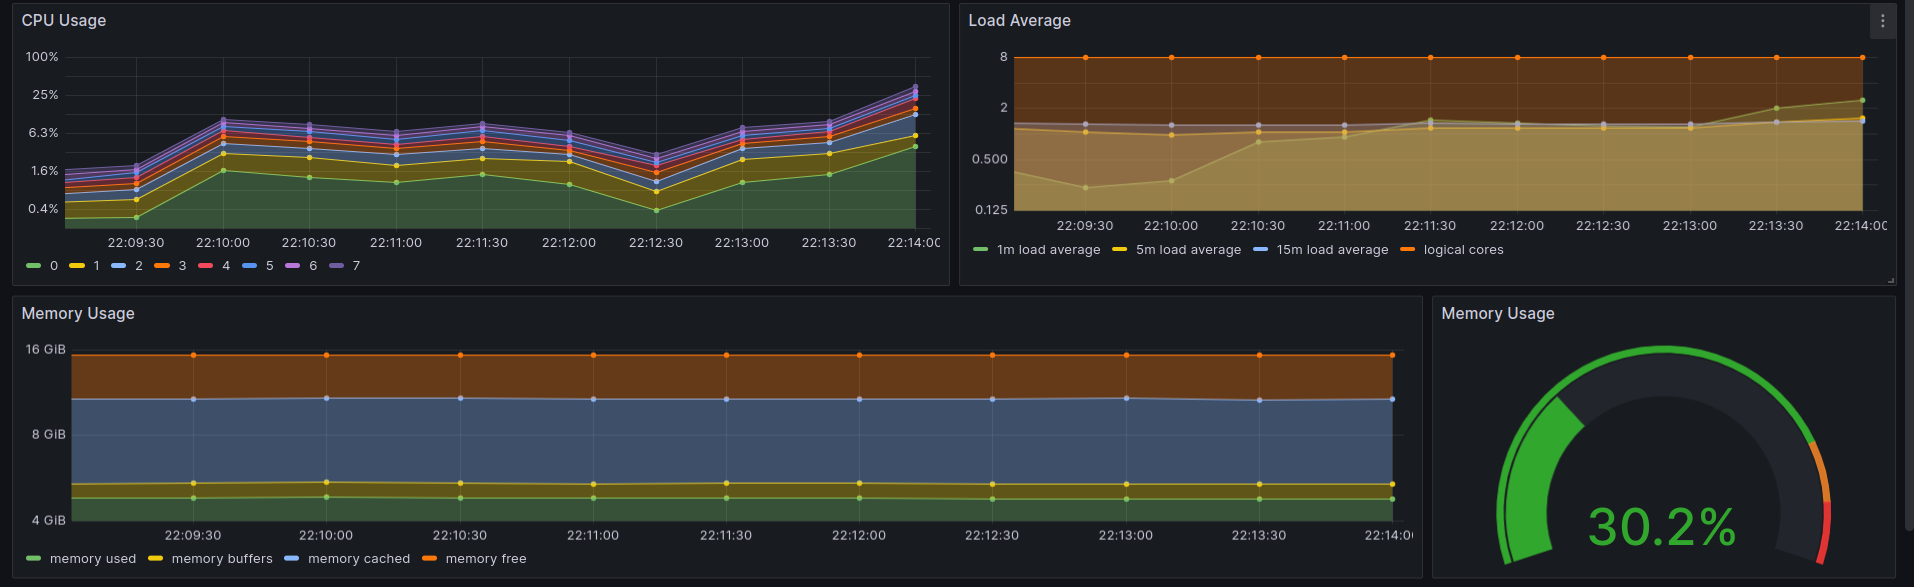 CPU Usage
100%
25%
6.3%
1.6%
0.4%
22:09:30 22:10:00 22:10:30 22:11:00 22:11:30 22:12:00 22:12:30 22:13:00 22:13:30 22:14:00
0 1 2 3 4 5 6 7
Load Average
8
2
0.500
0.125
22:09:30 22:10:00 22:10:30 22:11:00 22:11:30 22:12:00 22:12:30 22:13:00 22:13:30 22:14:00
1m load average 5m load average 15m load average logical cores
Memory Usage
16 GiB
8 GiB
4 GiB
22:09:30 22:10:00 22:10:30 22:11:00 22:11:30 22:12:00 22:12:30 22:13:00 22:13:30 22:14:0
memory used memory buffers memory cached memory free
Memory Usage
30.2%